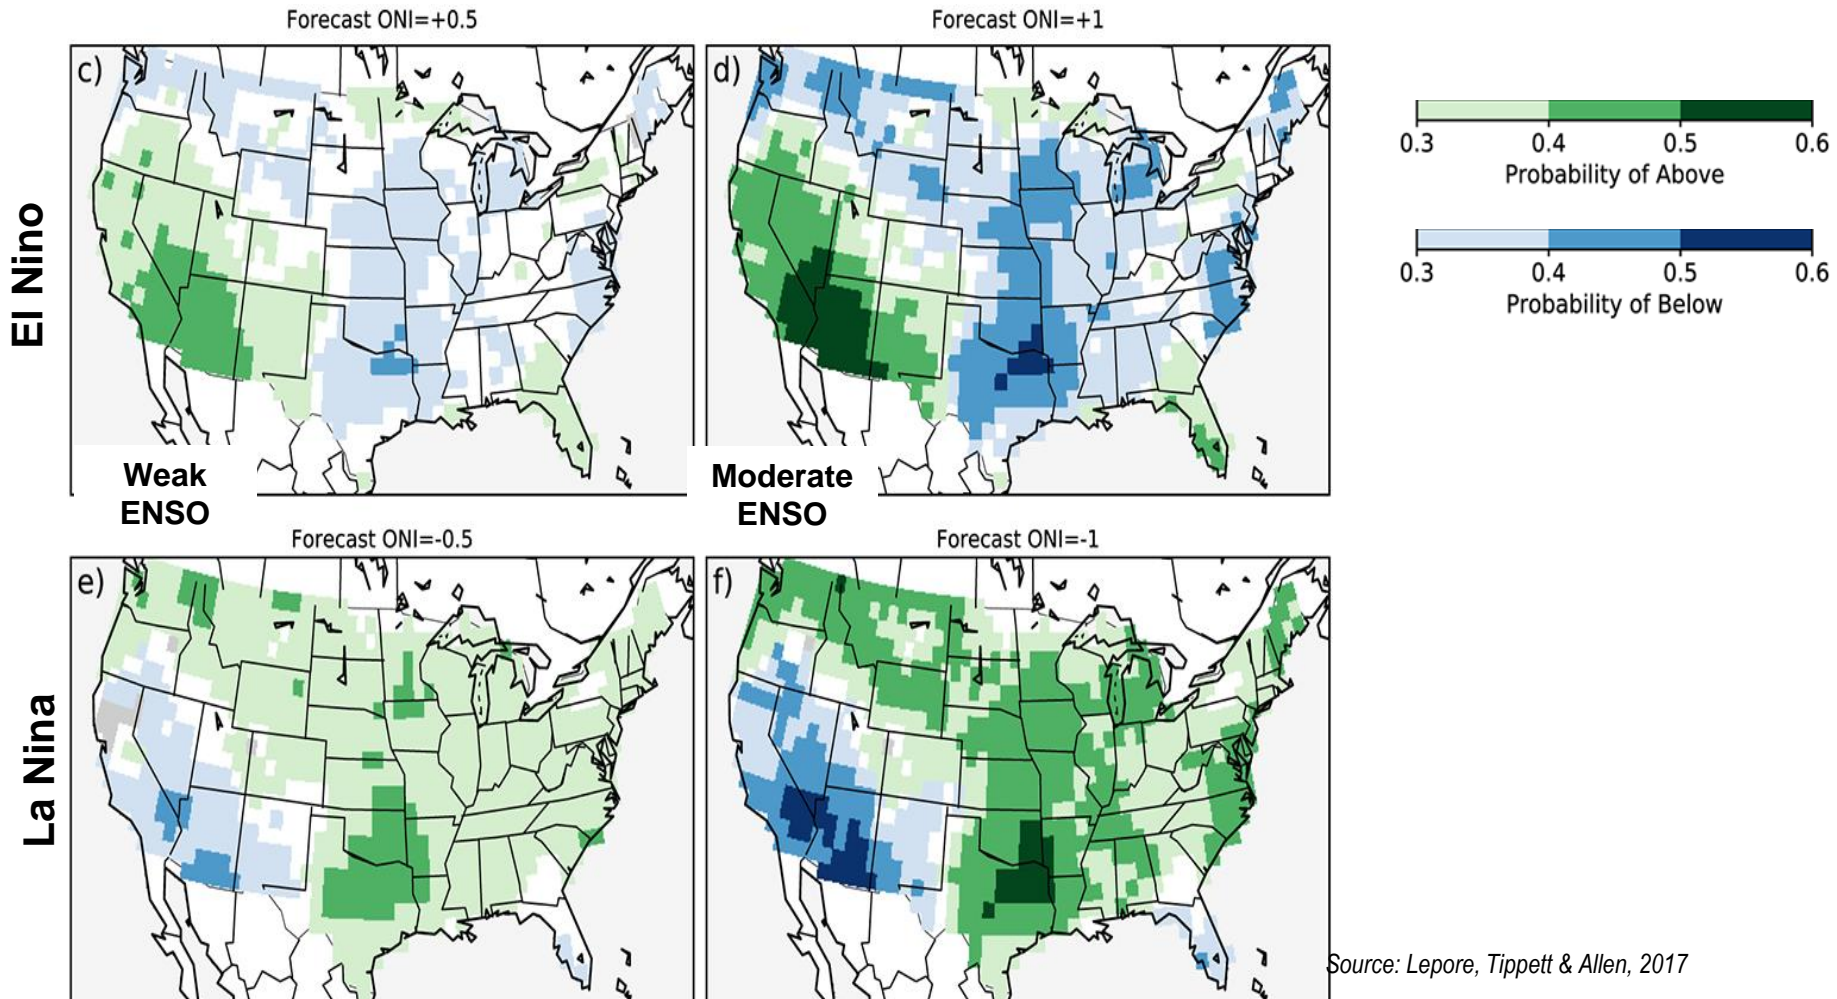 Forecast ONI=+0.5
Forecast ONI=+1
c)
d)
0.3 0.4 0.5 0.6
Probability of Above
0.3 0.4 0.5 0.6
Probability of Below
El Nino
Weak
ENSO
Moderate
ENSO
Forecast ONI=-0.5
Forecast ONI=-1
e)
f)
La Nina
Source: Lepore, Tippett & Allen, 2017